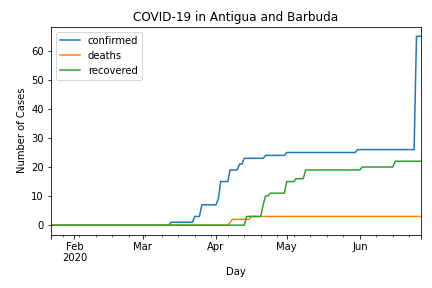 COVID-19 in Antigua and Barbuda
confirmed
deaths
recovered
Number of Cases
60
50
40
30
20
10
0
Feb
2020
Mar
Apr
May
Jun
Day